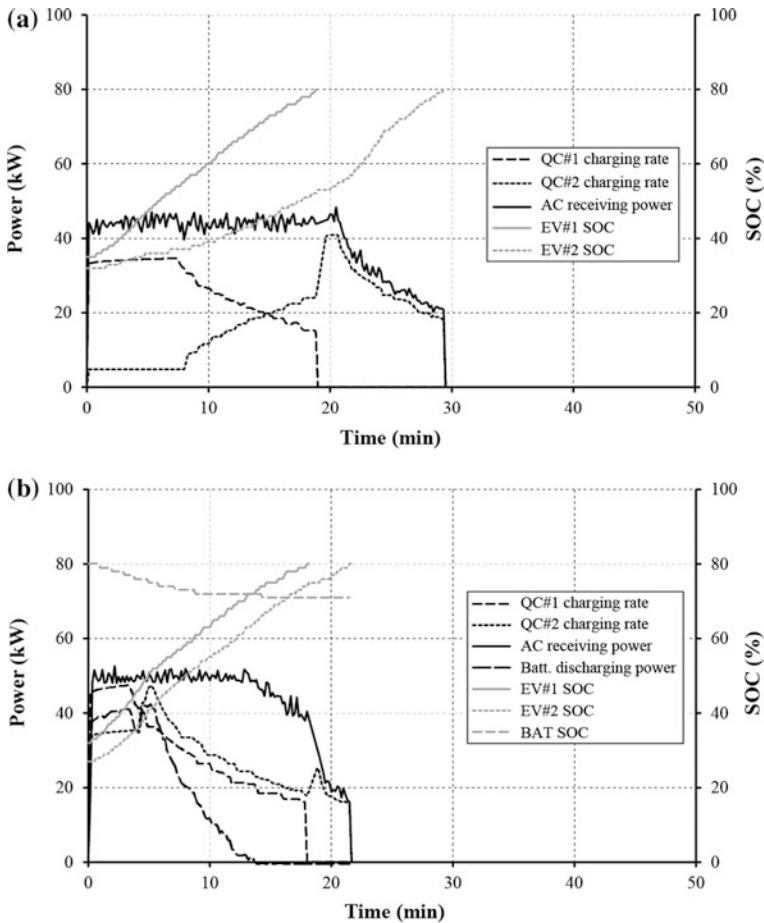 (a)
100
80
60
40
20
0
Power (kW)
100
80
60
40
20
0
SOC (%)
QC#1 charging rate
QC#2 charging rate
AC receiving power
EV#1 SOC
EV#2 SOC
0
10
20
30
40
50
Time (min)
(b)
100
80
60
40
20
0
Power (kW)
100
80
60
40
20
0
SOC (%)
QC#1 charging rate
QC#2 charging rate
AC receiving power
Batt. discharging power
EV#1 SOC
EV#2 SOC
BAT SOC
0
10
20
30
40
50
Time (min)